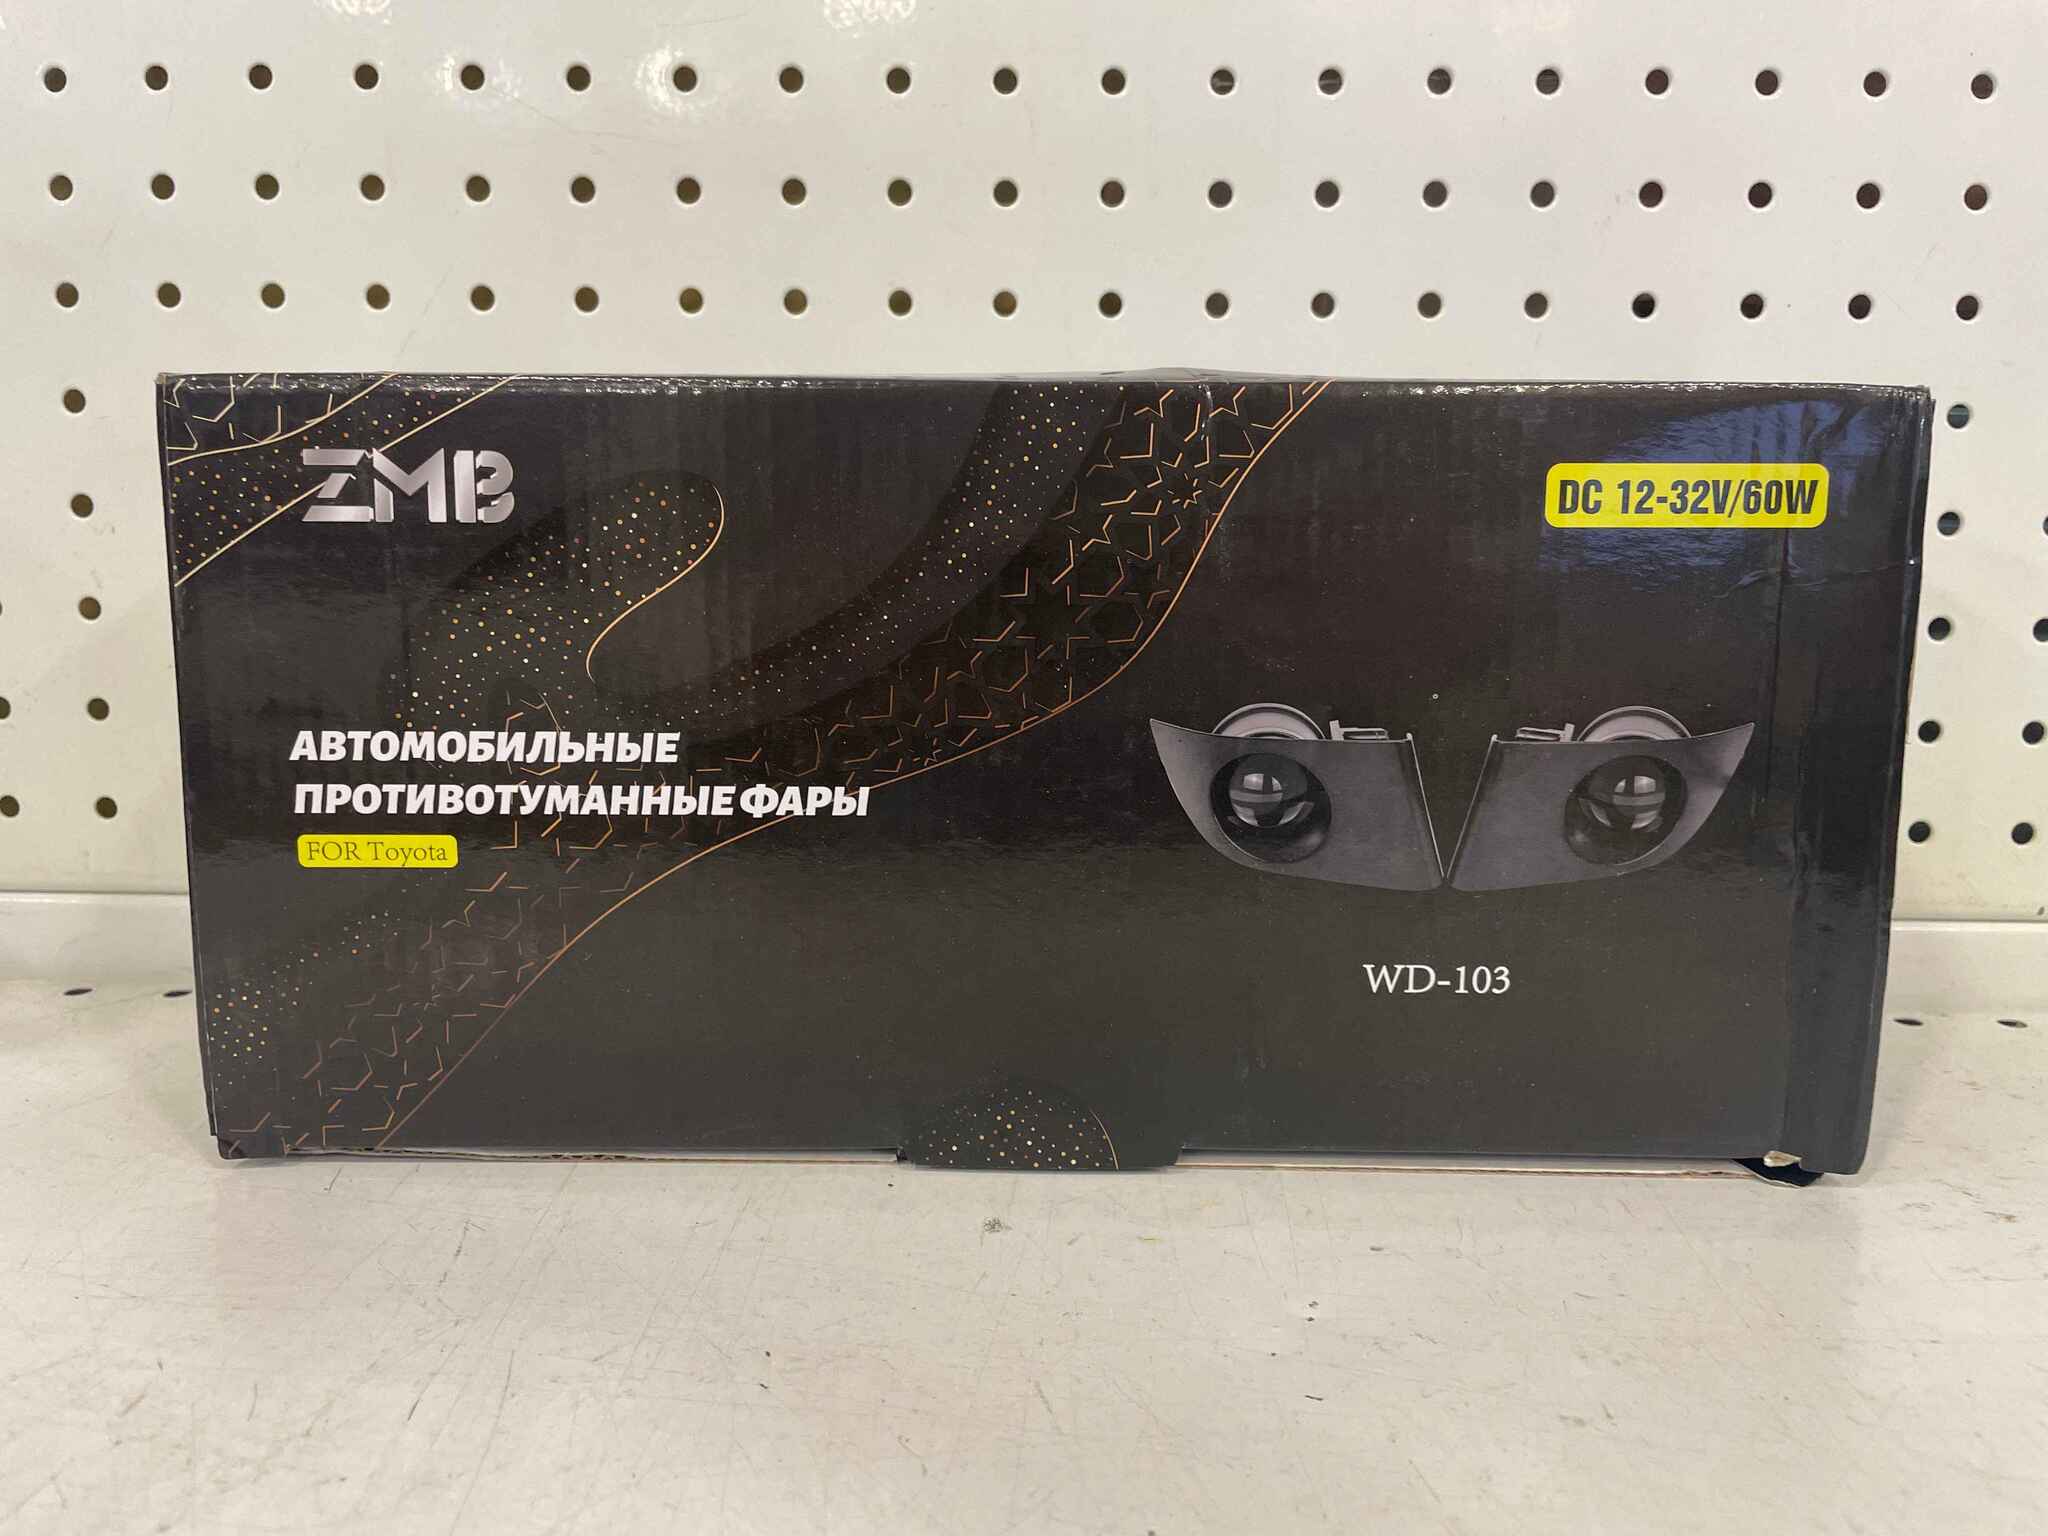 ZMB
DC 12-32V/60W
АВТОМОБИЛЬНЫЕ
ПРОТИВОТУМАННЫЕ ФАРЫ
FOR Toyota
WD-103